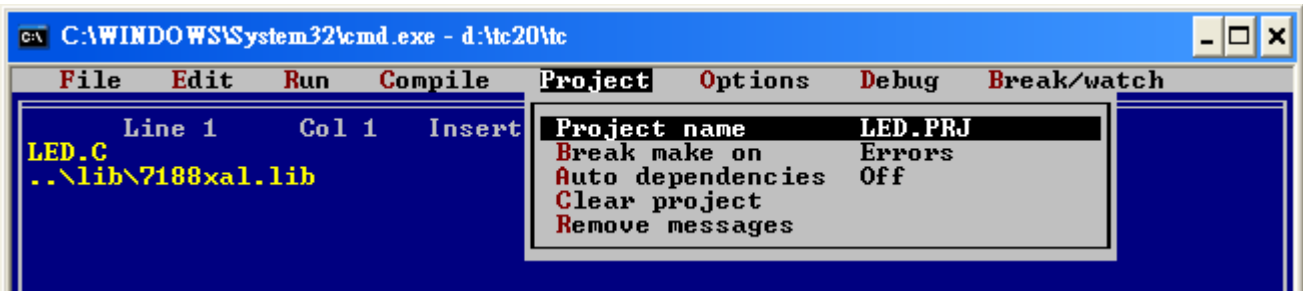 C:\WINDOWS\System32\cmd.exe - d:\tc20\tc
File Edit Run Compile Project Options Debug Break/watch
Line 1 Col 1 Insert
LED.C
..\lib\7188xal.lib
Project name LED.PRJ
Break make on Errors
Auto dependencies Off
Clear project
Remove messages